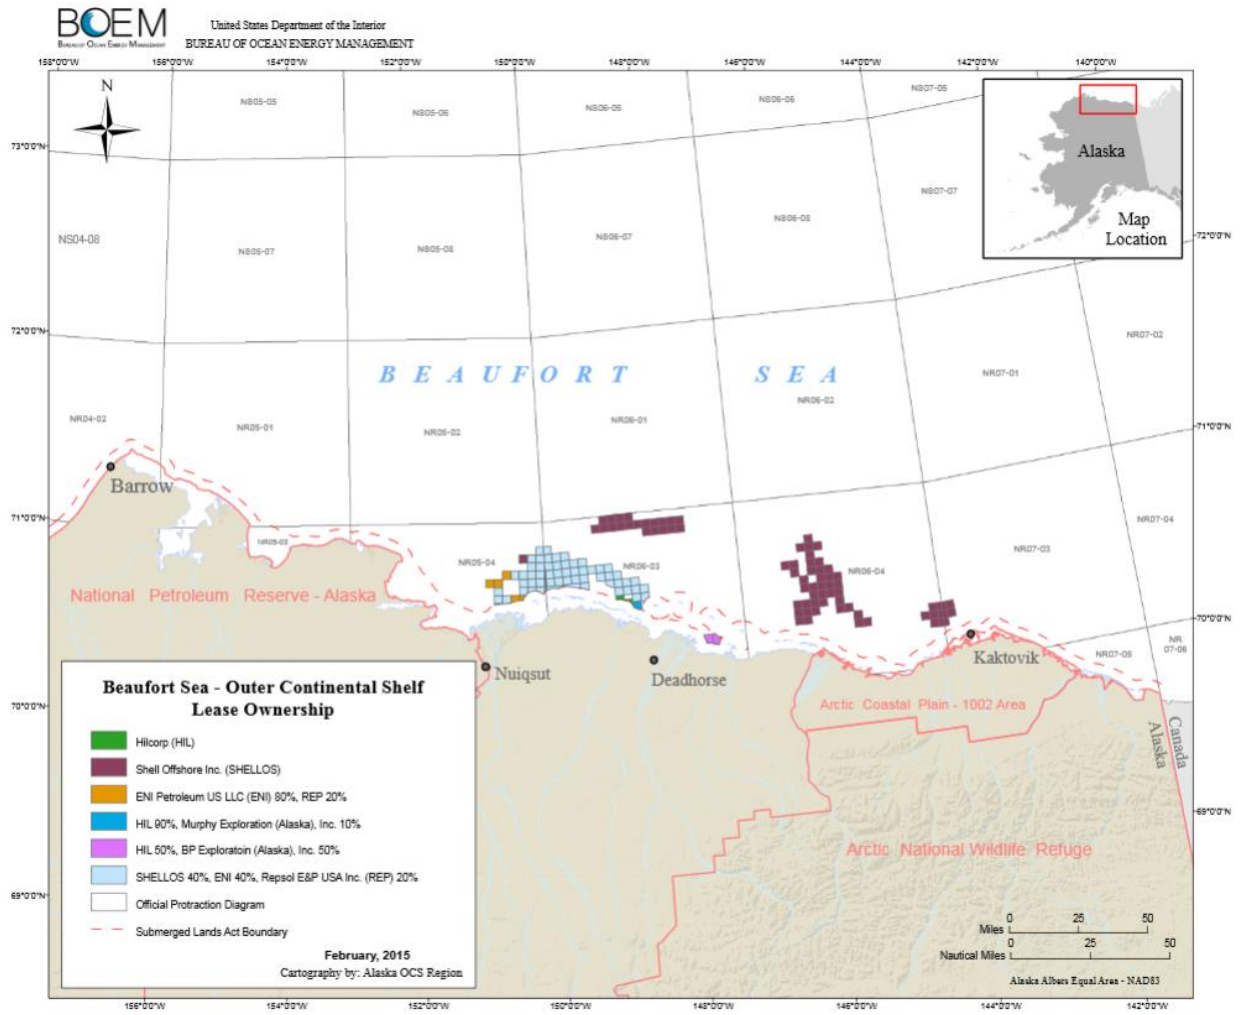 BOEM
BUREAU OF OCEAN ENERGY MANAGEMENT
United States Department of the Interior
BUREAU OF OCEAN ENERGY MANAGEMENT
156°0'0"W 154°0'0"W 152°0'0"W 150°0'0"W 148°0'0"W 146°0'0"W 144°0'0"W 142°0'0"W 140°0'0"W
N
NS05-05
NS05-06
NS06-05
NS06-06
NS07-05
73°0'0"N
Alaska
Map
Location
NS04-08
NS05-07
NS05-08
NS06-07
NS06-08
NS07-07
72°0'0"N
72°0'0"N
BEAUFORT SEA
NR07-02
NR07-01
NR06-02
NR04-02
NR05-01
NR05-02
NR06-01
71°0'0"N
Barrow
71°0'0"N
NR05-03
NR05-04
NR06-03
NR06-04
NR07-03
NR07-04
National Petroleum Reserve - Alaska
70°0'0"N
Nuiqsut
Deadhorse
Kaktovik
NR07-05
NR
07-06
Arctic Coastal Plain - 1002 Area
Alaska
Canada
70°0'0"N
Beaufort Sea - Outer Continental Shelf
Lease Ownership
Hilcorp (HIL)
Shell Offshore Inc. (SHELLOS)
ENI Petroleum US LLC (ENI) 80%, REP 20%
HIL 90%, Murphy Exploration (Alaska), Inc. 10%
HIL 50%, BP Exploratoin (Alaska), Inc. 50%
SHELLOS 40%, ENI 40%, Repsol E&P USA Inc. (REP) 20%
Official Protraction Diagram
Submerged Lands Act Boundary
February, 2015
Cartography by: Alaska OCS Region
69°0'0"N
69°0'0"N
Arctic National Wildlife Refuge
0 25 50
Miles
0 25 50
Nautical Miles
Alaska Albers Equal Area - NAD83
156°0'0"W 154°0'0"W 152°0'0"W 150°0'0"W 148°0'0"W 146°0'0"W 144°0'0"W 142°0'0"W